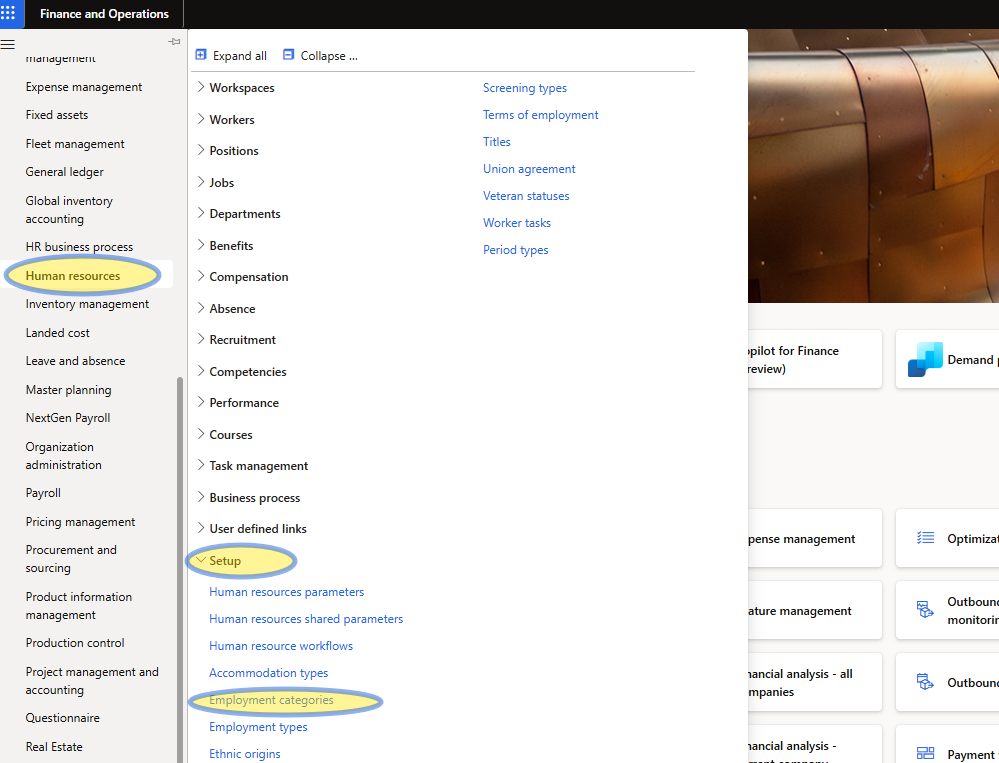 Finance and Operations
management
Expense management
Fixed assets
Fleet management
General ledger
Global inventory
accounting
HR business process
Human resources
Inventory management
Landed cost
Leave and absence
Master planning
NextGen Payroll
Organization
administration
Payroll
Pricing management
Procurement and
sourcing
Product information
management
Production control
Project management and
accounting
Questionnaire
Real Estate
Expand all
Collapse ...
Workspaces
Workers
Positions
Jobs
Departments
Benefits
Compensation
Absence
Recruitment
Competencies
Performance
Courses
Task management
Business process
User defined links
Setup
Human resources parameters
Human resources shared parameters
Human resource workflows
Accommodation types
Employment categories
Employment types
Ethnic origins
Screening types
Terms of employment
Titles
Union agreement
Veteran statuses
Worker tasks
Period types
opilot for Finance
review)
Demand p
pense management
Optimizat
ature management
Outbound
monitorin
nancial analysis - all
mpanies
Outbound
nancial analysis -
rrent company
Payment